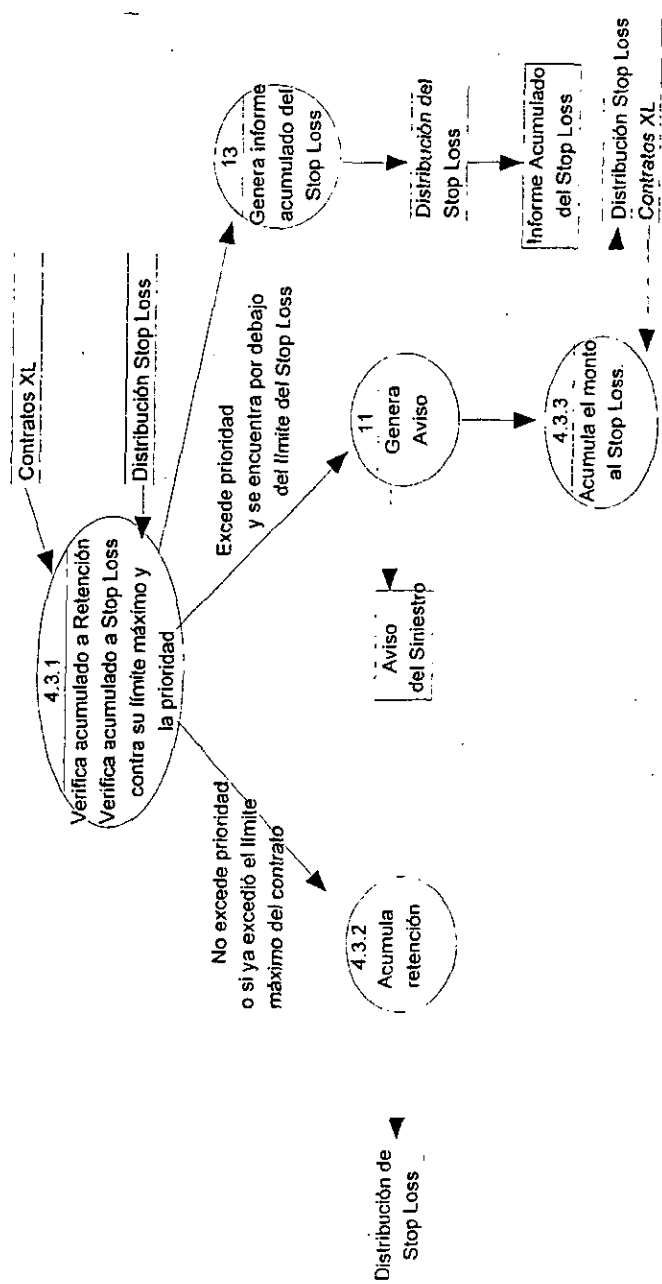 Contratos XL
4.3.1
Verifica acumulado a Retención
Verifica acumulado a Stop Loss
contra su límite máximo y
la prioridad
Distribución Stop Loss
No excede prioridad
o si ya excedió el límite
máximo del contrato
Excede prioridad
y se encuentra por debajo
del límite del Stop Loss
13
Genera informe
acumulado del
Stop Loss
4.3.2
Acumula
retención
11
Genera
Aviso
Distribución del
Stop Loss
Aviso
del Siniestro
Informe Acumulado
del Stop Loss
Distribución de
Stop Loss
4.3.3
Acumula el monto
al Stop Loss.
Distribución Stop Loss
Contratos XL